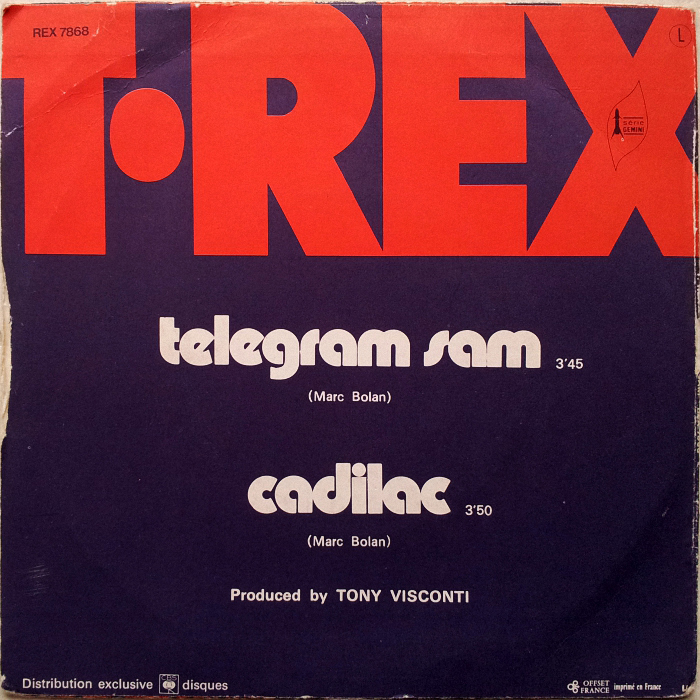 REX 7868
L
T·REX
série
GEMINI
telegram sam 3'45
(Marc Bolan)
cadilac 3'50
(Marc Bolan)
Produced by TONY VISCONTI
Distribution exclusive CBS disques
OFFSET
FRANCE imprimé en France